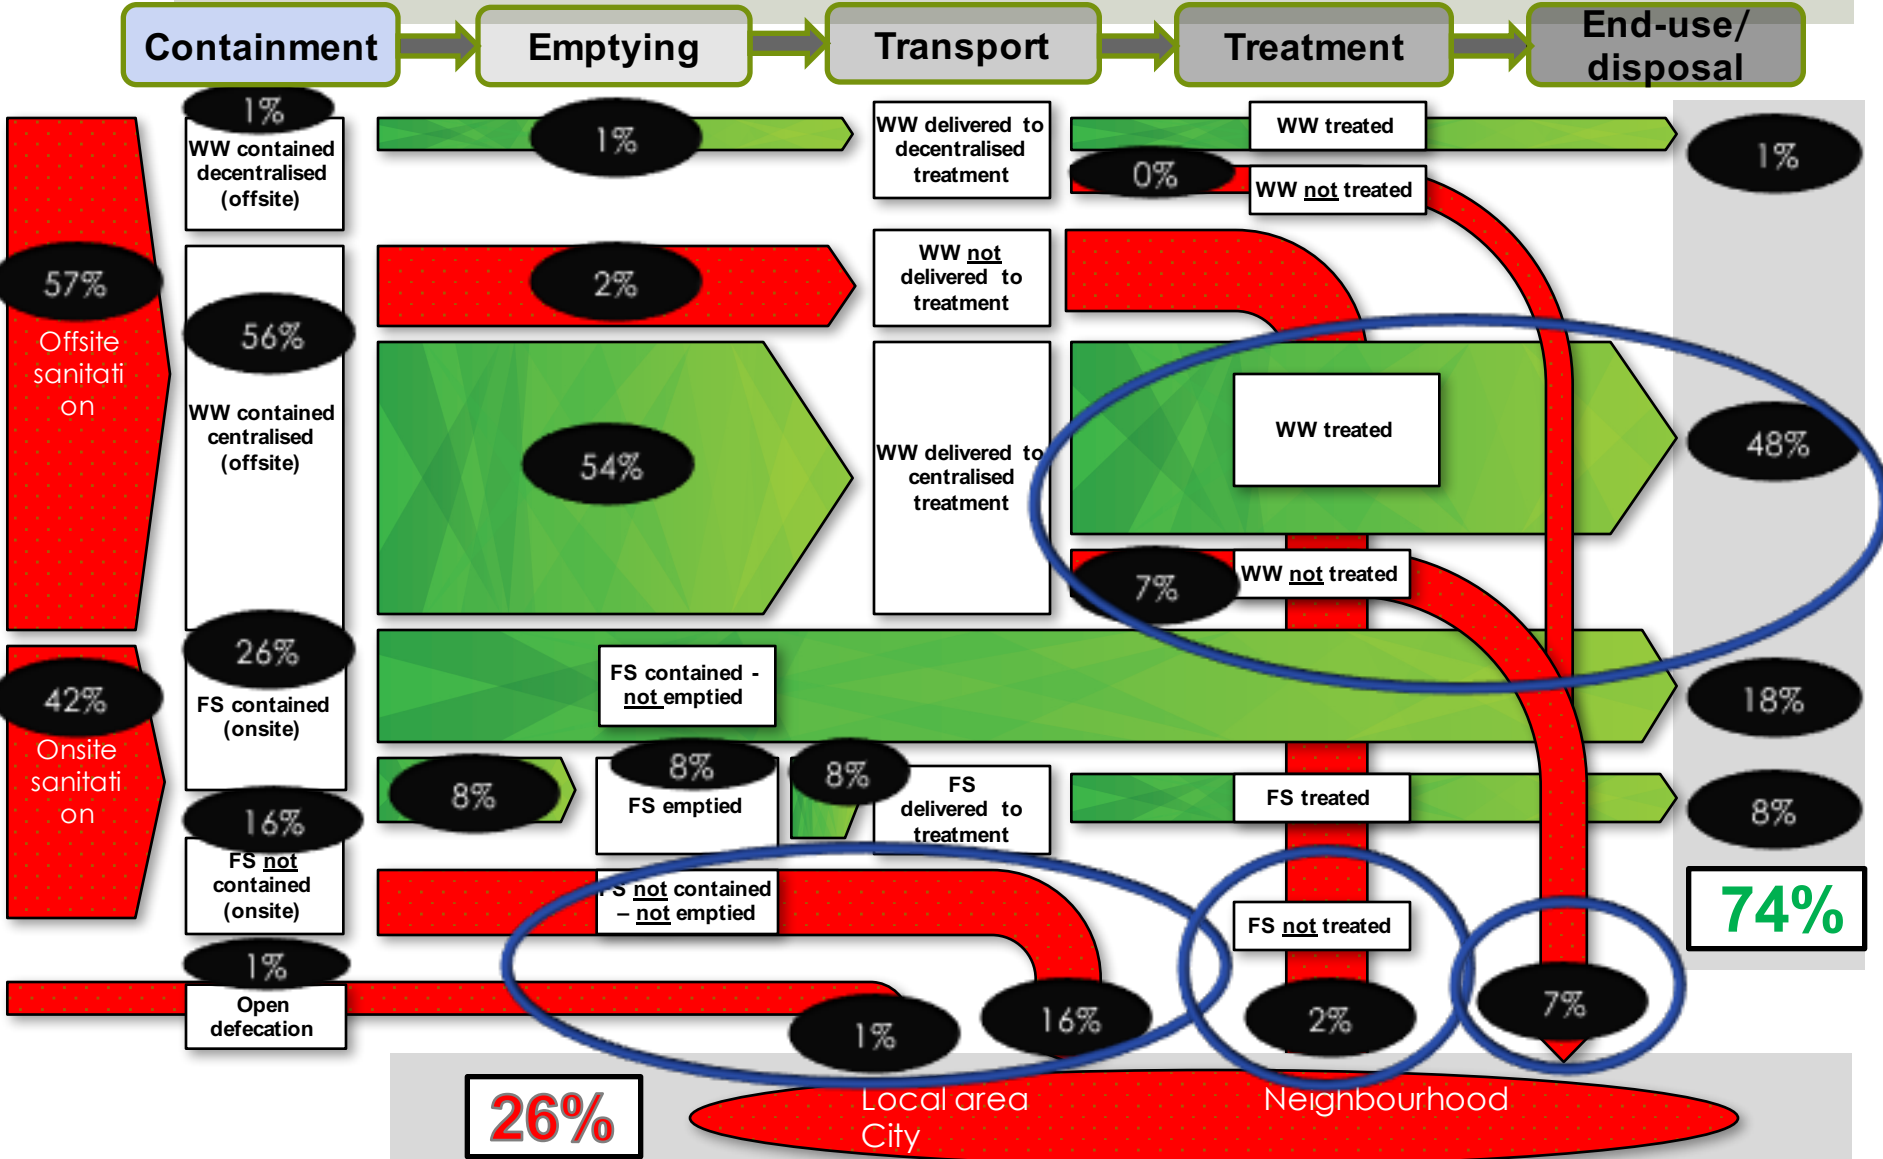 Containment
Emptying
Transport
Treatment
End-use/
disposal
1%
WW contained
decentralised
(offsite)
1%
WW delivered to
decentralised
treatment
WW treated
0%
WW not treated
1%
57%
Offsite
sanitati
on
56%
WW contained
centralised
(offsite)
2%
WW not
delivered to
treatment
54%
WW delivered to
centralised
treatment
WW treated
48%
7%
WW not treated
26%
FS contained
(onsite)
FS contained -
not emptied
18%
42%
Onsite
sanitati
on
8%
8%
FS emptied
8%
FS
delivered to
treatment
FS treated
8%
16%
FS not
contained
(onsite)
FS not contained
– not emptied
FS not treated
74%
1%
Open
defecation
1%
16%
2%
7%
26%
Local area
City
Neighbourhood